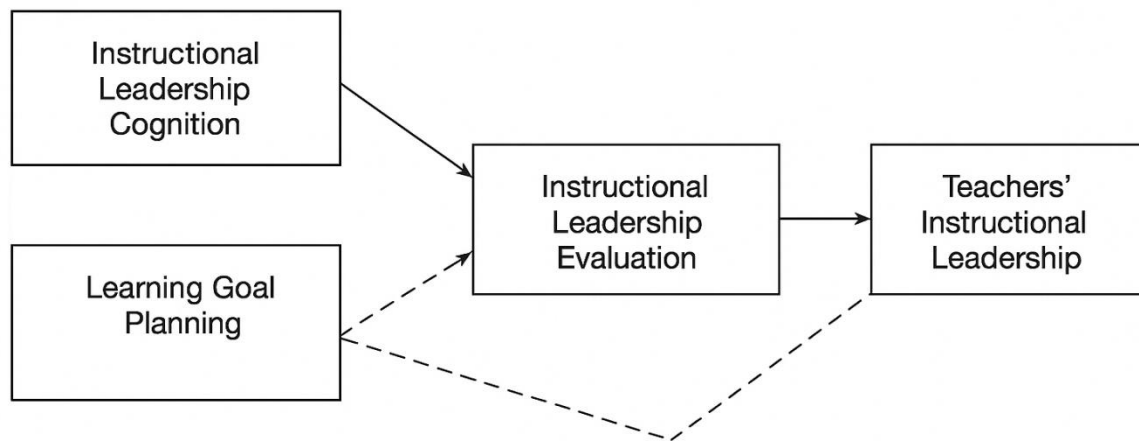 Instructional
Leadership
Cognition
Learning Goal
Planning
Instructional
Leadership
Evaluation
Teachers’
Instructional
Leadership